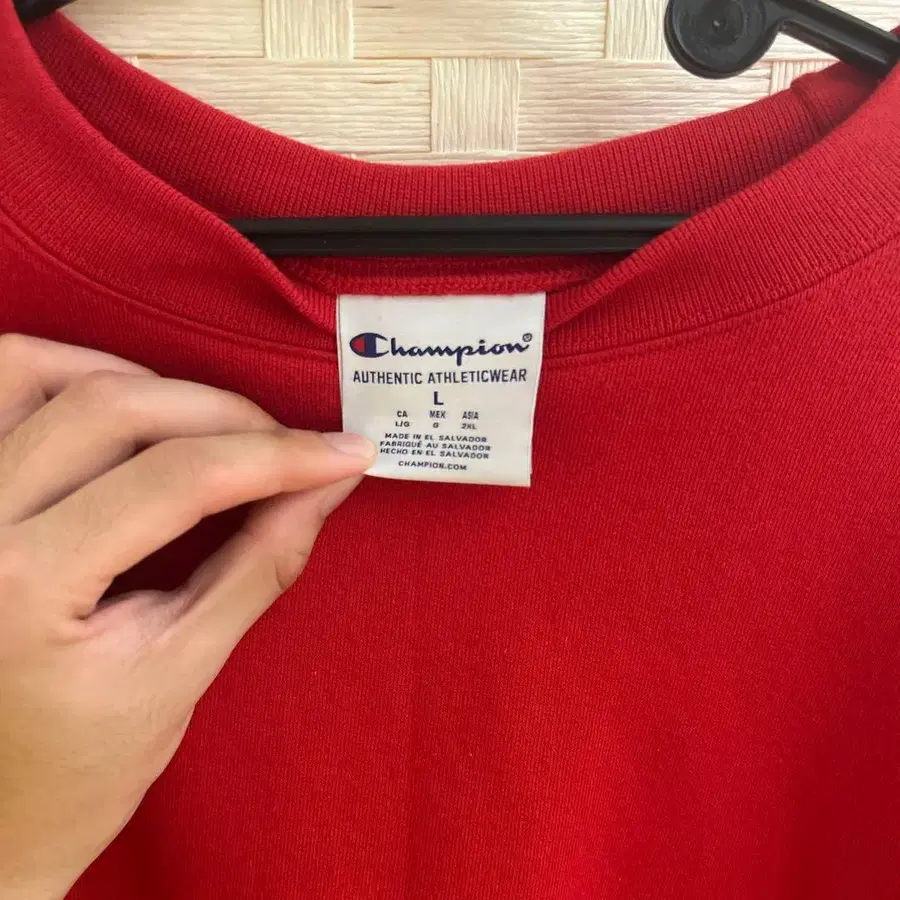 Champion®
AUTHENTIC ATHLETICWEAR
L
CA MEX ASIA
L/G G 2XL
MADE IN EL SALVADOR
FABRIQUÉ AU SALVADOR
HECHO EN EL SALVADOR
CHAMPION.COM